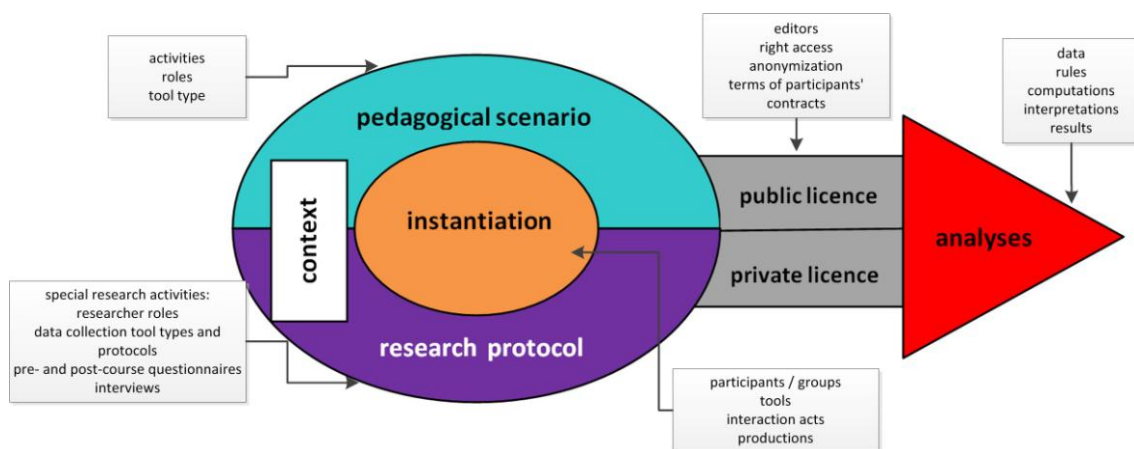 activities
roles
tool type
editors
right access
anonymization
terms of participants'
contracts
data
rules
computations
interpretations
results
pedagogical scenario
context
instantiation
public licence
private licence
analyses
special research activities:
researcher roles
data collection tool types and
protocols
pre- and post-course questionnaires
interviews
research protocol
participants / groups
tools
interaction acts
productions